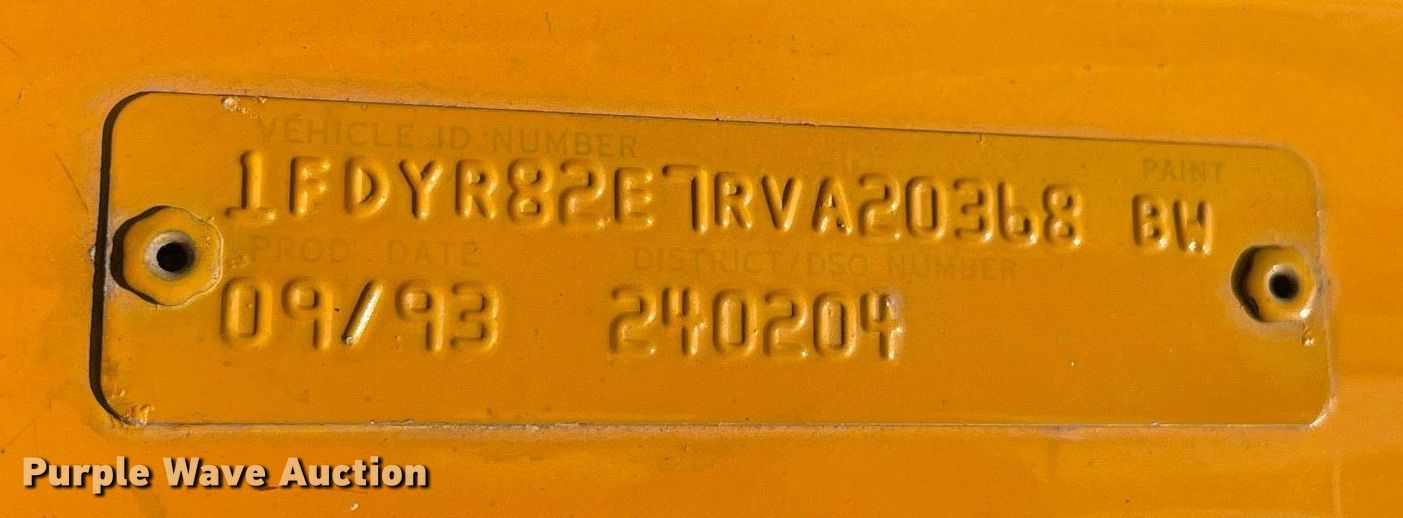 VEHICLE ID NUMBER
PAINT
1FDYR82E7RVA20368 BW
PROD DATE
DISTRICT/DSO NUMBER
09/93 240204
Purple Wave Auction